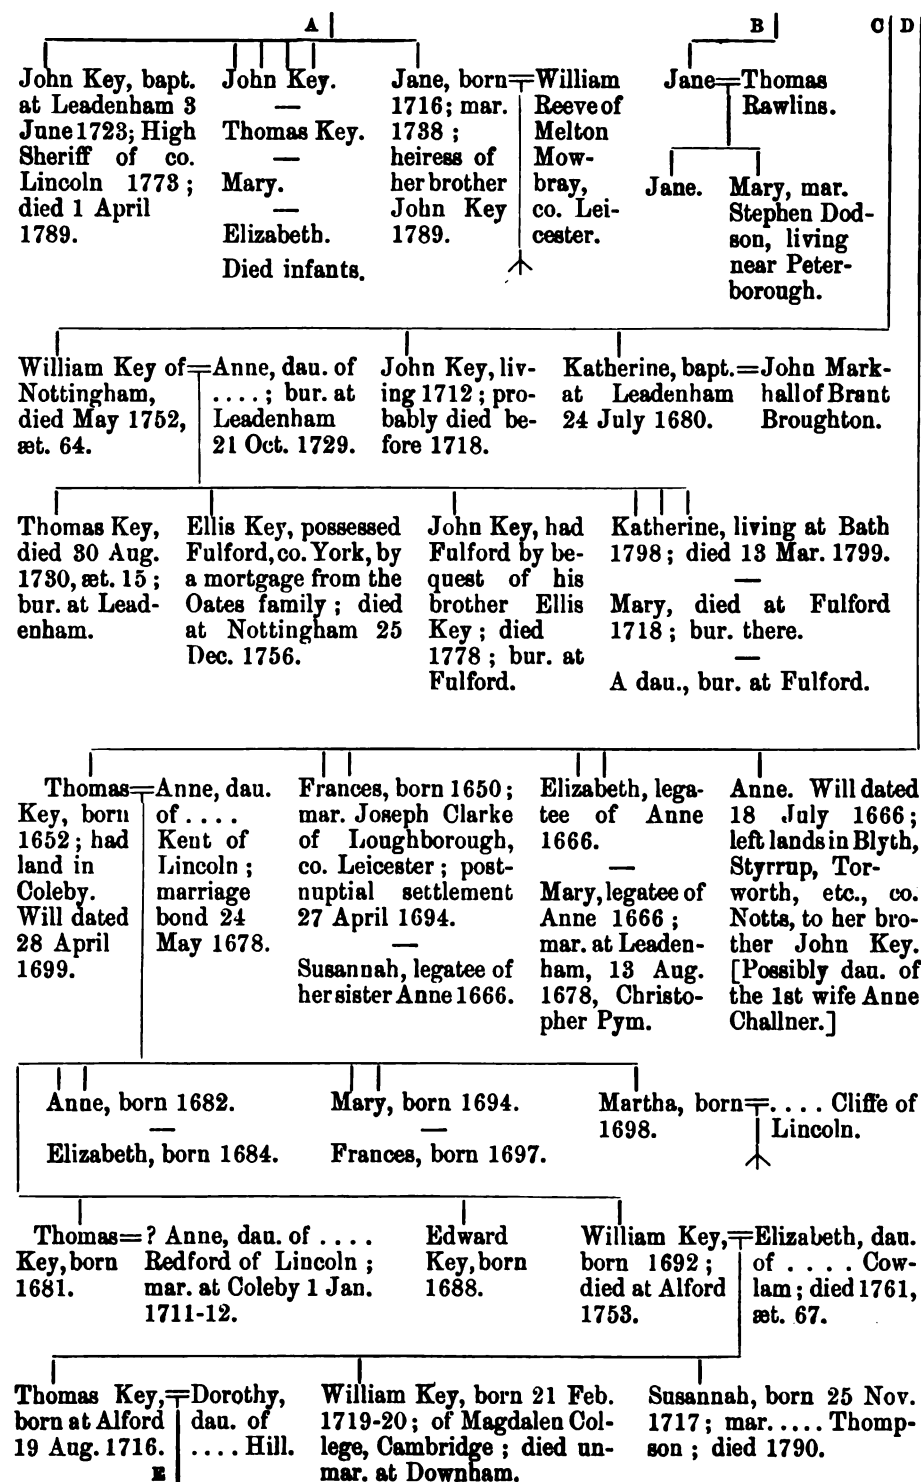 A B C D
John Key, bapt.
at Leadenham 3
June 1723; High
Sheriff of co.
Lincoln 1773;
died 1 April
1789.
John Key.
—
Thomas Key.
—
Mary.
—
Elizabeth.
Died infants.
Jane, born
1716; mar.
1738;
heiress of
her brother
John Key
1789.
William
Reeve of
Melton
Mow-
bray,
co. Lei-
cester.
Jane=Thomas
Rawlins.
Jane.
Mary, mar.
Stephen Dod-
son, living
near Peter-
borough.
William Key of=
Nottingham,
died May 1752,
æt. 64.
Anne, dau. of
....; bur. at
Leadenham
21 Oct. 1729.
John Key, liv-
ing 1712; pro-
bably died be-
fore 1718.
Katherine, bapt.=
at Leadenham
24 July 1680.
John Mark-
hall of Brant
Broughton.
Thomas Key,
died 30 Aug.
1730, æt. 15;
bur. at Lead-
enham.
Ellis Key, possessed
Fulford, co. York, by
a mortgage from the
Oates family; died
at Nottingham 25
Dec. 1756.
John Key, had
Fulford by be-
quest of his
brother Ellis
Key; died
1778; bur. at
Fulford.
Katherine, living at Bath
1798; died 13 Mar. 1799.
—
Mary, died at Fulford
1718; bur. there.
—
A dau., bur. at Fulford.
Thomas=
Key, born
1652; had
land in
Coleby.
Will dated
28 April
1699.
Anne, dau.
of ....
Kent of
Lincoln;
marriage
bond 24
May 1678.
Frances, born 1650;
mar. Joseph Clarke
of Loughborough,
co. Leicester; post-
nuptial settlement
27 April 1694.
—
Susannah, legatee of
her sister Anne 1666.
Elizabeth, lega-
tee of Anne
1666.
—
Mary, legatee of
Anne 1666;
mar. at Leaden-
ham, 13 Aug.
1678, Christo-
pher Pym.
Anne. Will dated
18 July 1666;
left lands in Blyth,
Styrrup, Tor-
worth, etc., co.
Notts, to her bro-
ther John Key.
[Possibly dau. of
the 1st wife Anne
Challner.]
Anne, born 1682.
—
Elizabeth, born 1684.
Mary, born 1694.
—
Frances, born 1697.
Martha, born=
1698.
.... Cliffe of
Lincoln.
Thomas=
Key, born
1681.
? Anne, dau. of ....
Redford of Lincoln;
mar. at Coleby 1 Jan.
1711-12.
Edward
Key, born
1688.
William Key,=
born 1692;
died at Alford
1753.
Elizabeth, dau.
of .... Cow-
lam; died 1761,
æt. 67.
Thomas Key,=
born at Alford
19 Aug. 1716.
Dorothy,
dau. of
.... Hill.
E
William Key, born 21 Feb.
1719-20; of Magdalen Col-
lege, Cambridge; died un-
mar. at Downham.
Susannah, born 25 Nov.
1717; mar..... Thomp-
son; died 1790.